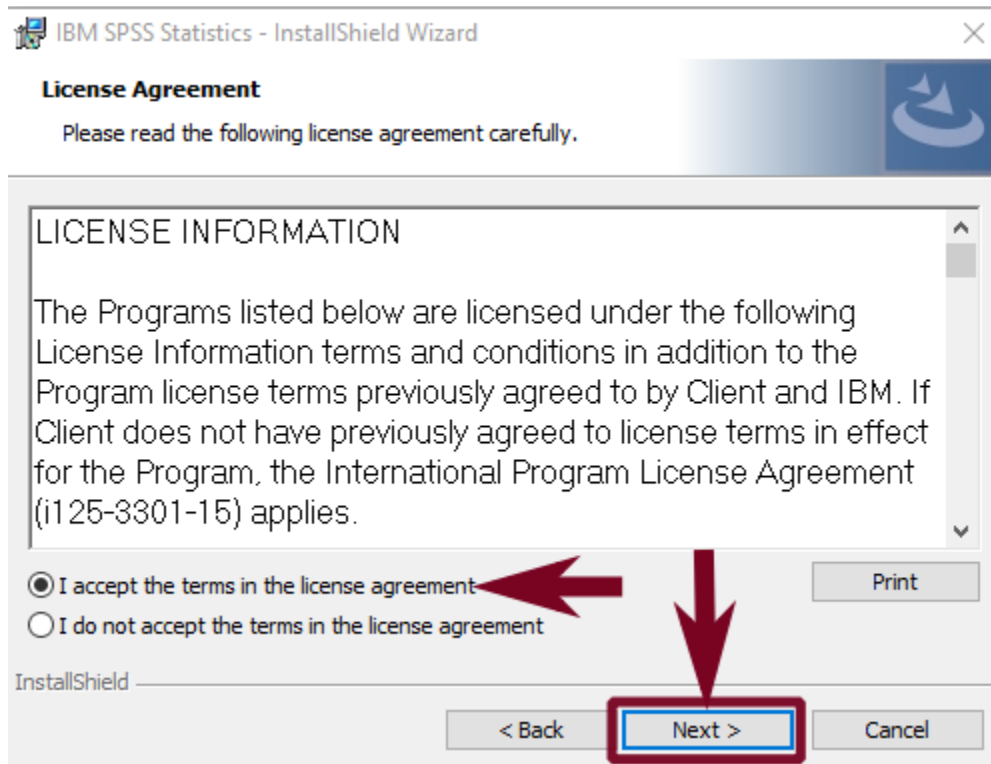 IBM SPSS Statistics - InstallShield Wizard
License Agreement
Please read the following license agreement carefully.
LICENSE INFORMATION
The Programs listed below are licensed under the following
License Information terms and conditions in addition to the
Program license terms previously agreed to by Client and IBM. If
Client does not have previously agreed to license terms in effect
for the Program, the International Program License Agreement
(i125-3301-15) applies.
I accept the terms in the license agreement
Print
I do not accept the terms in the license agreement
InstallShield
< Back
Next >
Cancel